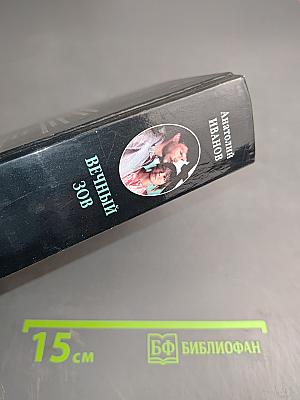 Анатолий
ИВАНОВ
ВЕЧНЫЙ
ЗОВ
15 см
БФ БИБЛИОФАН